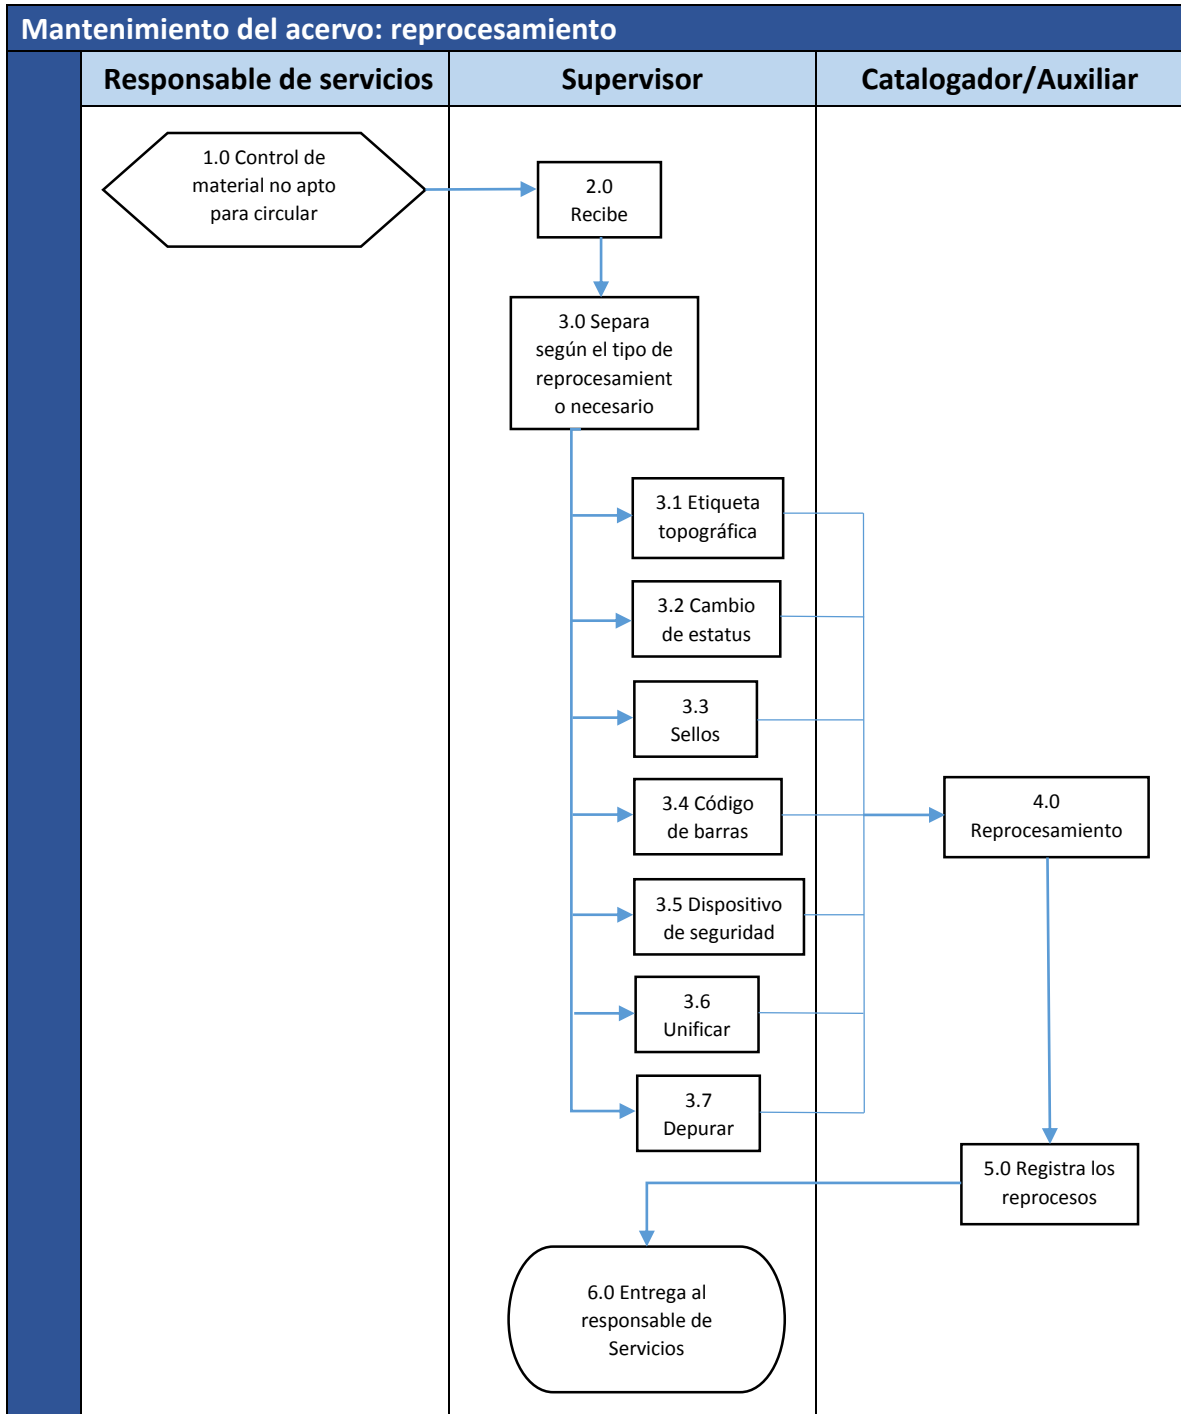 Mantenimiento del acervo: reprocesamiento
Responsable de servicios
Supervisor
Catalogador/Auxiliar
1.0 Control de
material no apto
para circular
2.0
Recibe
3.0 Separa
según el tipo de
reprocesamient
o necesario
3.1 Etiqueta
topográfica
3.2 Cambio
de estatus
3.3
Sellos
3.4 Código
de barras
3.5 Dispositivo
de seguridad
3.6
Unificar
3.7
Depurar
4.0
Reprocesamiento
5.0 Registra los
reprocesos
6.0 Entrega al
responsable de
Servicios